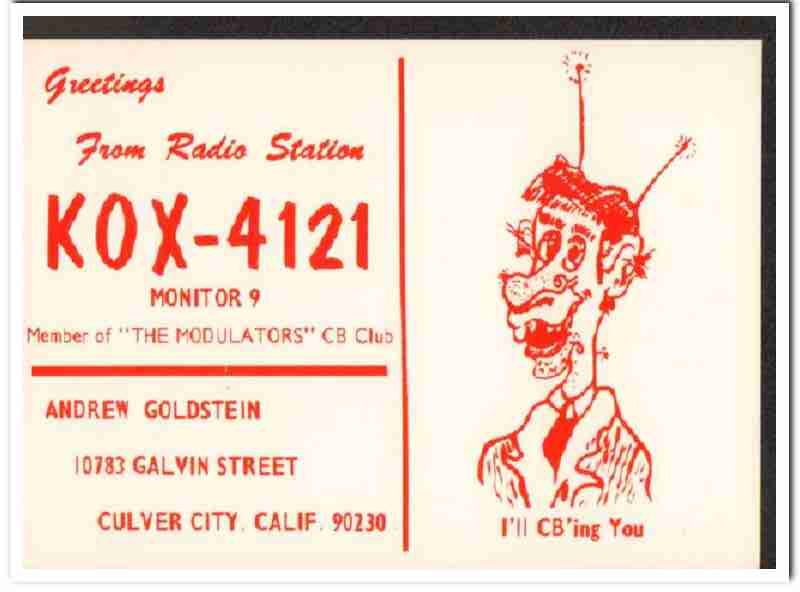 Greetings
From Radio Station
KOX-4121
MONITOR 9
Member of "THE MODULATORS" CB Club
ANDREW GOLDSTEIN
10783 GALVIN STREET
CULVER CITY, CALIF. 90230
I'll CB'ing You